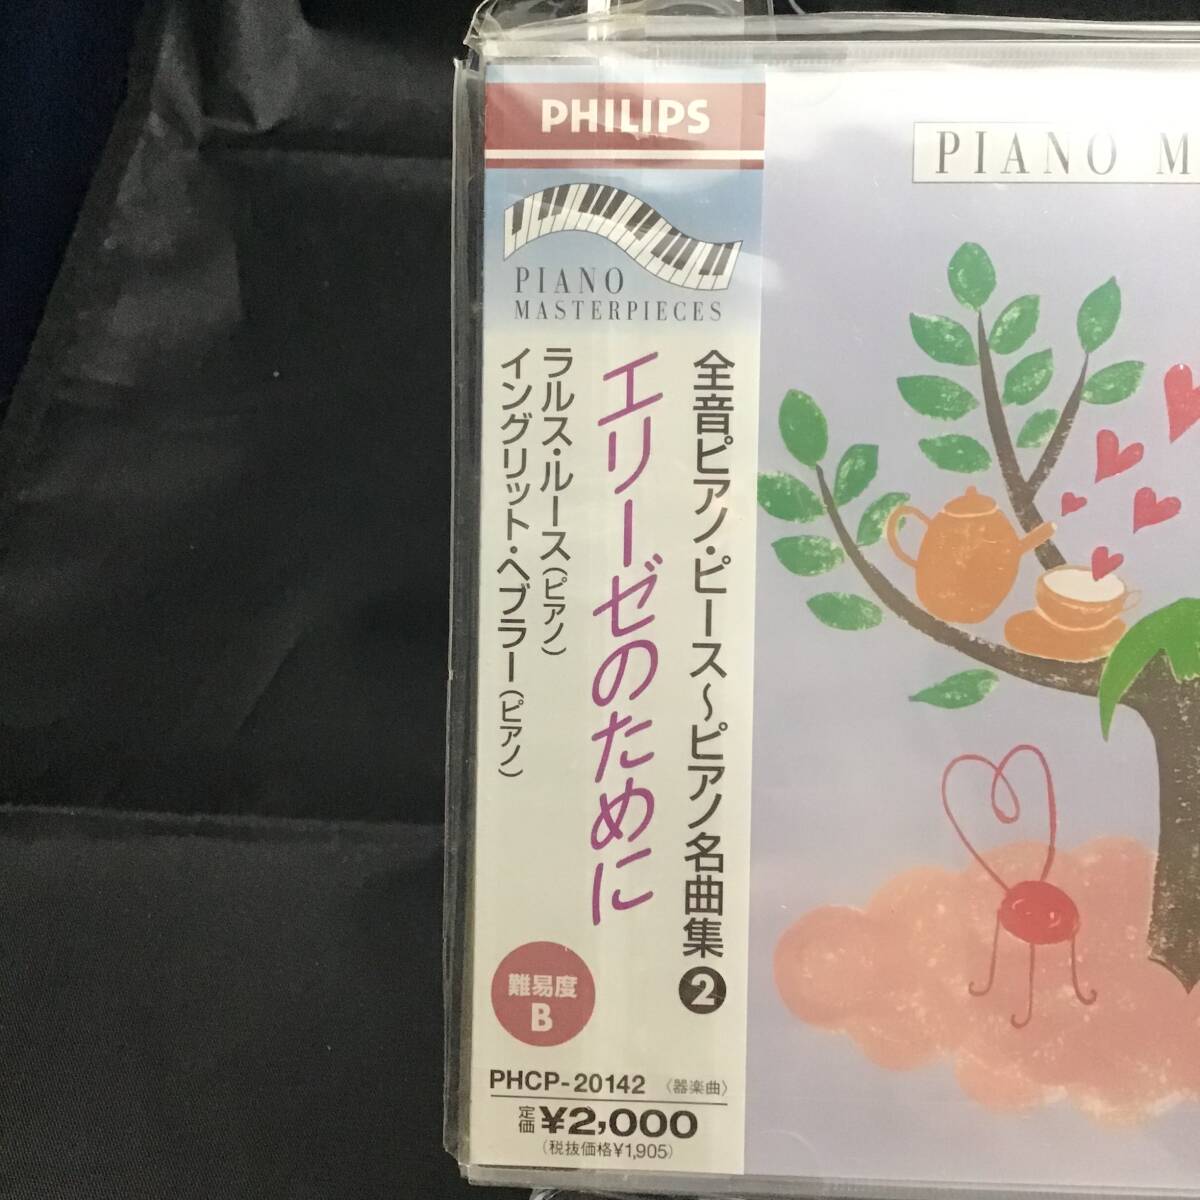 PHILIPS
PIANO
MASTERPIECES
全音ピアノ・ピース～ピアノ名曲集❷
エリーゼのために
ラルス・ルース(ピアノ)
イングリット・ヘブラー(ピアノ)
難易度
B
PHCP-20142 〈器楽曲〉
定価 ¥2,000
(税抜価格¥1,905)
PIANO M